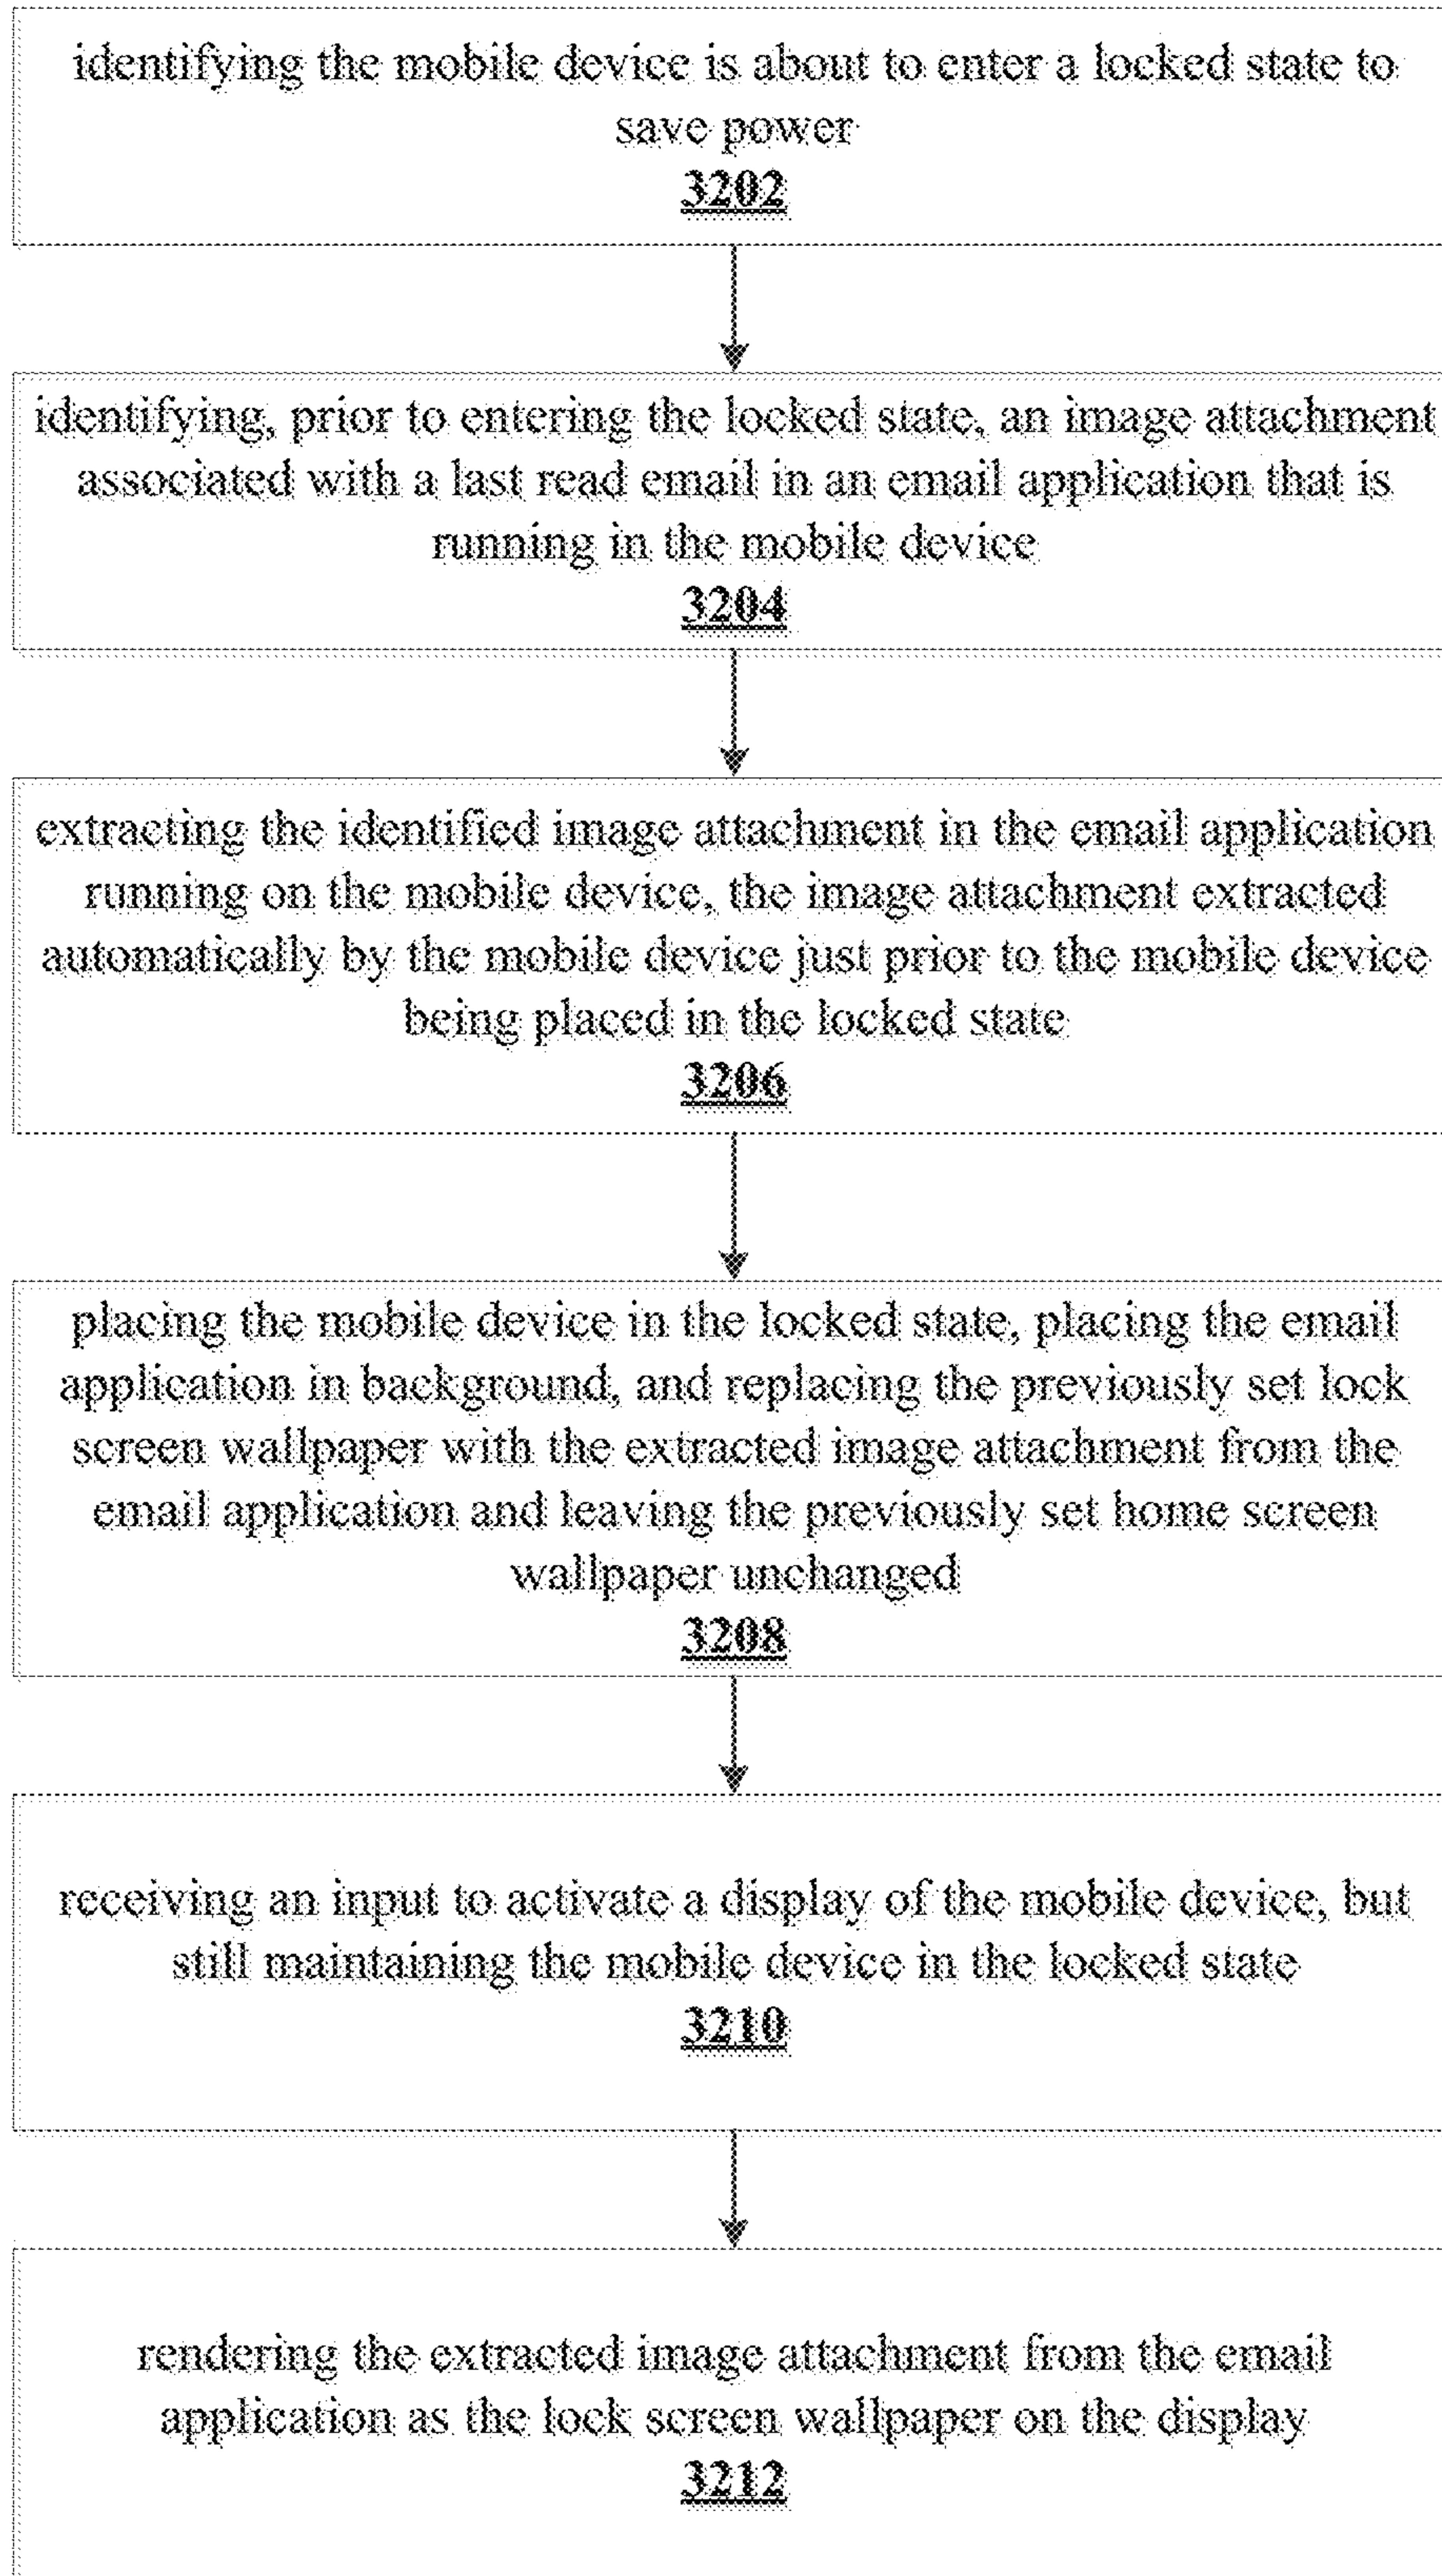 identifying the mobile device is about to enter a locked state to
save power
3202
identifying, prior to entering the locked state, an image attachment
associated with a last read email in an email application that is
running in the mobile device
3204
extracting the identified image attachment in the email application
running on the mobile device, the image attachment extracted
automatically by the mobile device just prior to the mobile device
being placed in the locked state
3206
placing the mobile device in the locked state, placing the email
application in background, and replacing the previously set lock
screen wallpaper with the extracted image attachment from the
email application and leaving the previously set home screen
wallpaper unchanged
3208
receiving an input to activate a display of the mobile device, but
still maintaining the mobile device in the locked state
3210
rendering the extracted image attachment from the email
application as the lock screen wallpaper on the display
3212